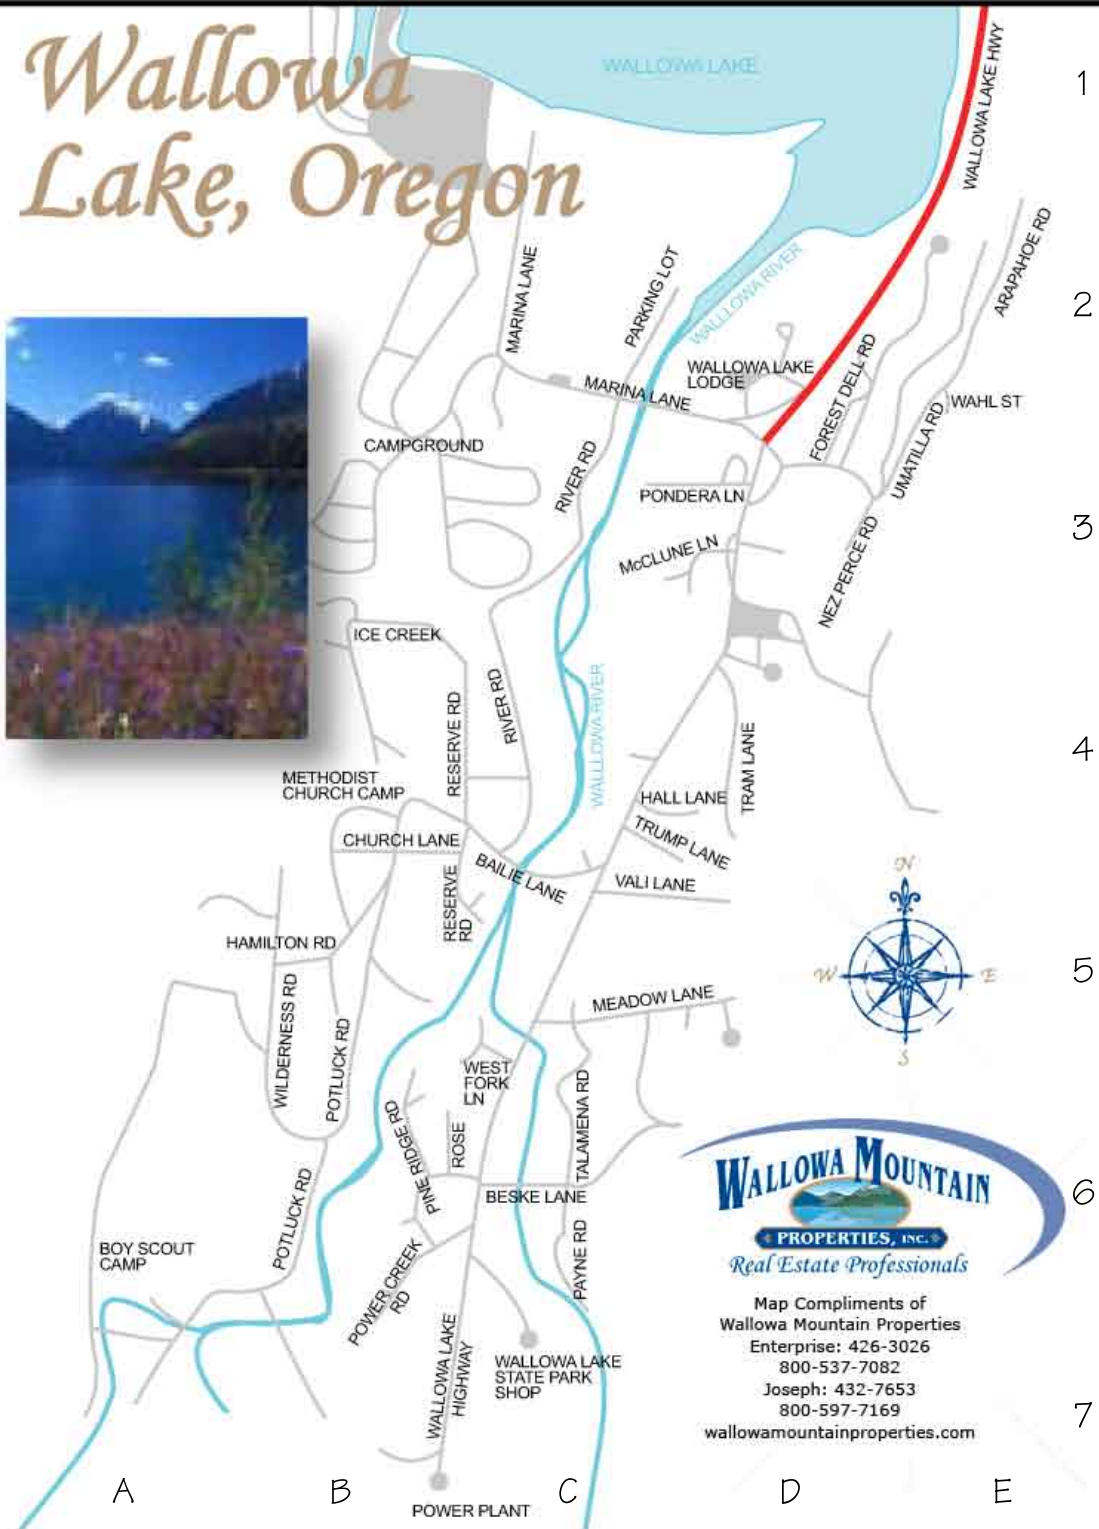 Wallowa
Lake, Oregon
WALLOWA LAKE
WALLOWA LAKE HWY
1
ARAPAHOE RD
2
MARINA LANE
PARKING LOT
WALLLOWA RIVER
WALLOWA LAKE
LODGE
MARINA LANE
FOREST DELL RD
WAHL ST
UMATILLA RD
CAMPGROUND
RIVER RD
PONDERA LN
3
McCLUNE LN
NEZ PERCE RD
ICE CREEK
RIVER RD
RESERVE RD
WALLLOWA RIVER
TRAM LANE
4
METHODIST
CHURCH CAMP
HALL LANE
TRUMP LANE
CHURCH LANE
BAILIE LANE
VALI LANE
RESERVE
RD
N
W
E
S
HAMILTON RD
5
WILDERNESS RD
POTLUCK RD
MEADOW LANE
WEST
FORK
LN
TALAMENA RD
PINE RIDGE RD
ROSE
BESKE LANE
6
POTLUCK RD
BOY SCOUT
CAMP
POWER CREEK
RD
PAYNE RD
WALLOWA MOUNTAIN
PROPERTIES, INC.
Real Estate Professionals
Map Compliments of
Wallowa Mountain Properties
Enterprise: 426-3026
800-537-7082
Joseph: 432-7653
800-597-7169
wallowamountainproperties.com
WALLOWA LAKE
HIGHWAY
WALLOWA LAKE
STATE PARK
SHOP
7
A
B
C
D
E
POWER PLANT